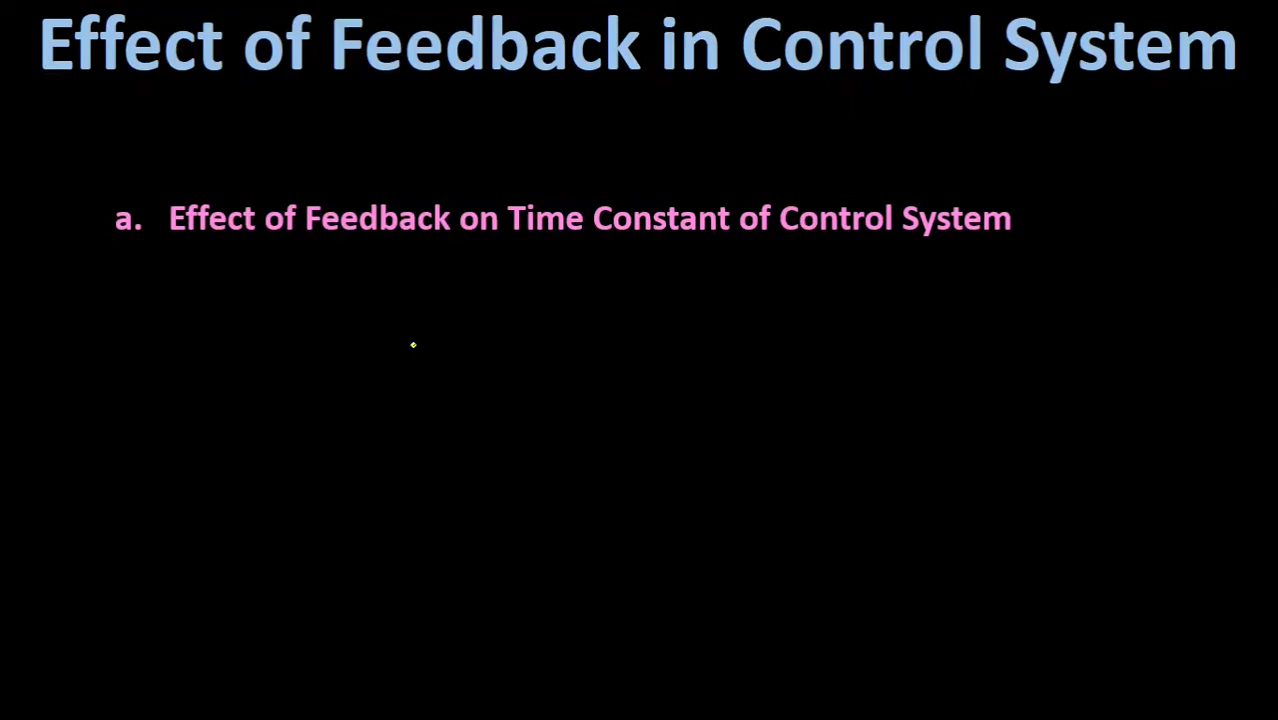 Effect of Feedback in Control System
a. Effect of Feedback on Time Constant of Control System